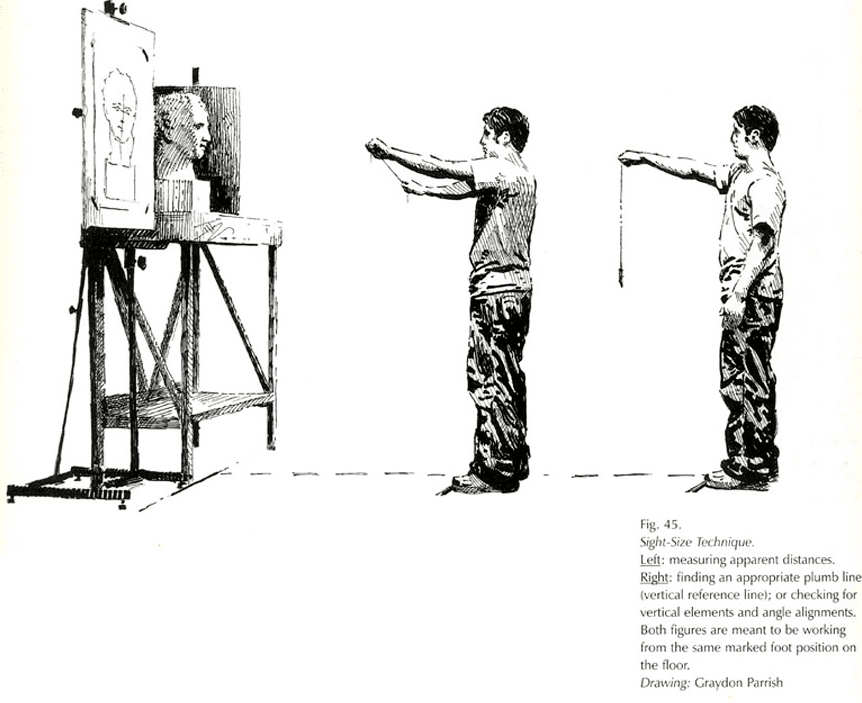 Fig. 45.
Sight-Size Technique.
Left: measuring apparent distances.
Right: finding an appropriate plumb line
(vertical reference line); or checking for
vertical elements and angle alignments.
Both figures are meant to be working
from the same marked foot position on
the floor.
Drawing: Graydon Parrish